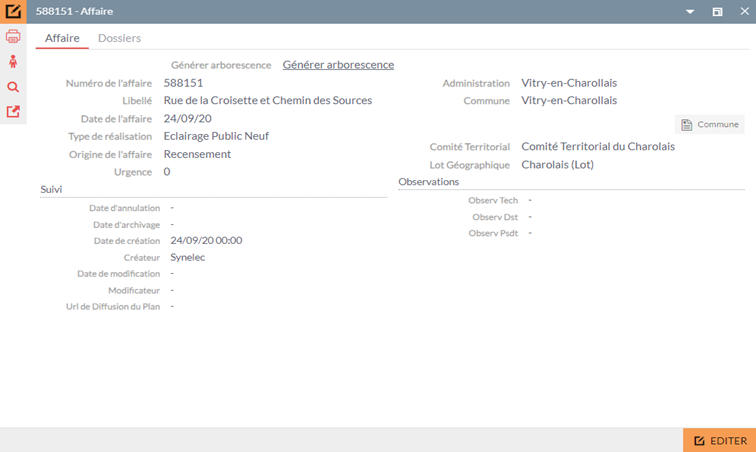 588151 - Affaire
Affaire Dossiers
Générer arborescence Générer arborescence
Numéro de l'affaire 588151
Libellé Rue de la Croisette et Chemin des Sources
Date de l'affaire 24/09/20
Type de réalisation Eclairage Public Neuf
Origine de l'affaire Recensement
Urgence 0
Suivi
Date d'annulation -
Date d'archivage -
Date de création 24/09/20 00:00
Créateur Synelec
Date de modification -
Modificateur -
Url de Diffusion du Plan -
Administration Vitry-en-Charollais
Commune Vitry-en-Charollais
Commune
Comité Territorial Comité Territorial du Charolais
Lot Géographique Charolais (Lot)
Observations
Observ Tech -
Observ Dst -
Observ Psdt -
EDITER